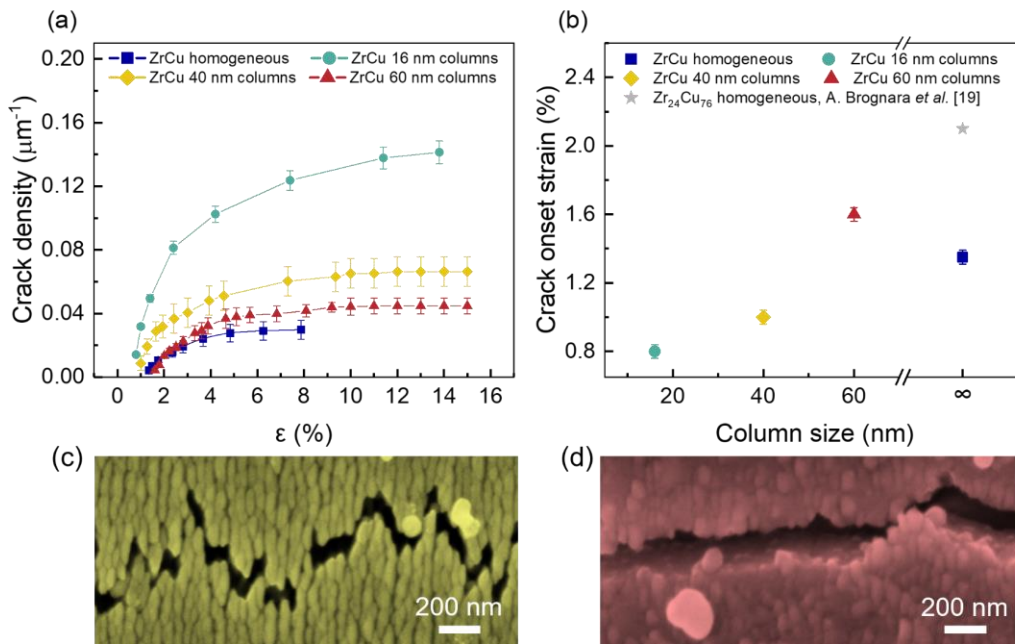 (a)
ZrCu homogeneous
ZrCu 16 nm columns
ZrCu 40 nm columns
ZrCu 60 nm columns
0.20
0.16
0.12
0.08
0.04
0.00
Crack density (μm⁻¹)
0 2 4 6 8 10 12 14 16
ε (%)
(b)
ZrCu homogeneous
ZrCu 16 nm columns
ZrCu 40 nm columns
ZrCu 60 nm columns
Zr₂₄Cu₇₆ homogeneous, A. Brognara et al. [19]
2.4
2.0
1.6
1.2
0.8
Crack onset strain (%)
20 40 60 ∞
Column size (nm)
(c)
200 nm
(d)
200 nm